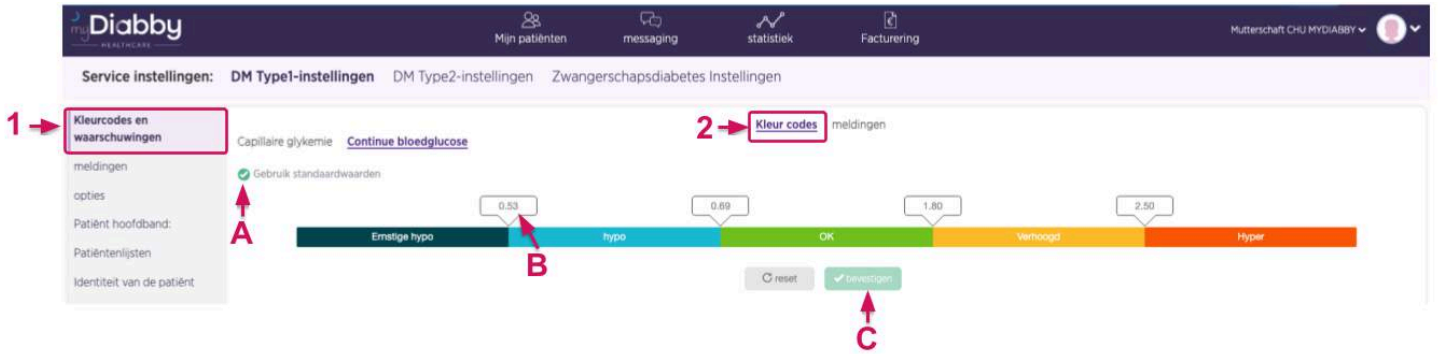 myDiabby
HEALTHCARE
Mijn patiënten
messaging
statistiek
Facturering
Mutterschaft CHU MYDIABBY
Service instellingen: DM Type1-instellingen DM Type2-instellingen Zwangerschapsdiabetes Instellingen
1
Kleurcodes en
waarschuwingen
meldingen
opties
Patiënt hoofdband:
Patiëntenlijsten
Identiteit van de patiënt
2
Kleur codes meldingen
Capillaire glykemie Continue bloedglucose
Gebruik standaardwaarden
A
0.53 0.69 1.80 2.50
Ernstige hypo hypo OK Verhoogd Hyper
B
reset bevestigen
C